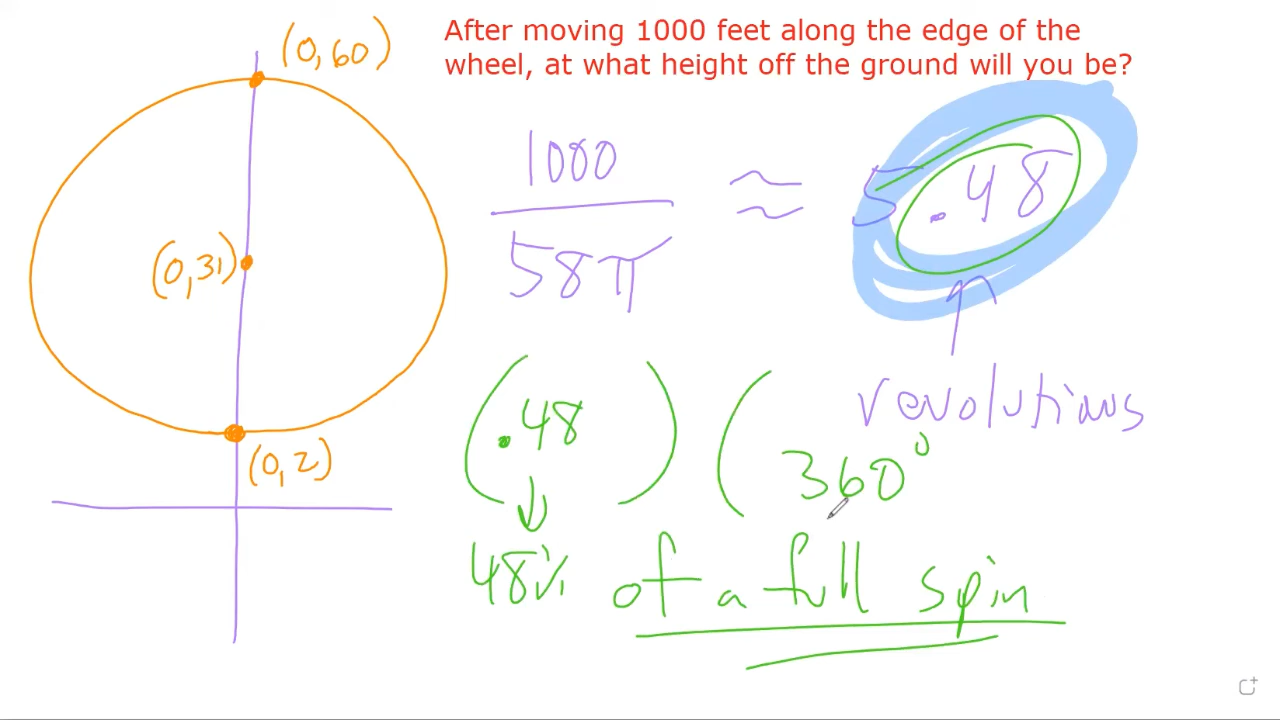 After moving 1000 feet along the edge of the
wheel, at what height off the ground will you be?
(0,60)
(0,31)
(0,2)
1000
58π
≈ 5.48
revolutions
(.48) (360°
48% of a full spin